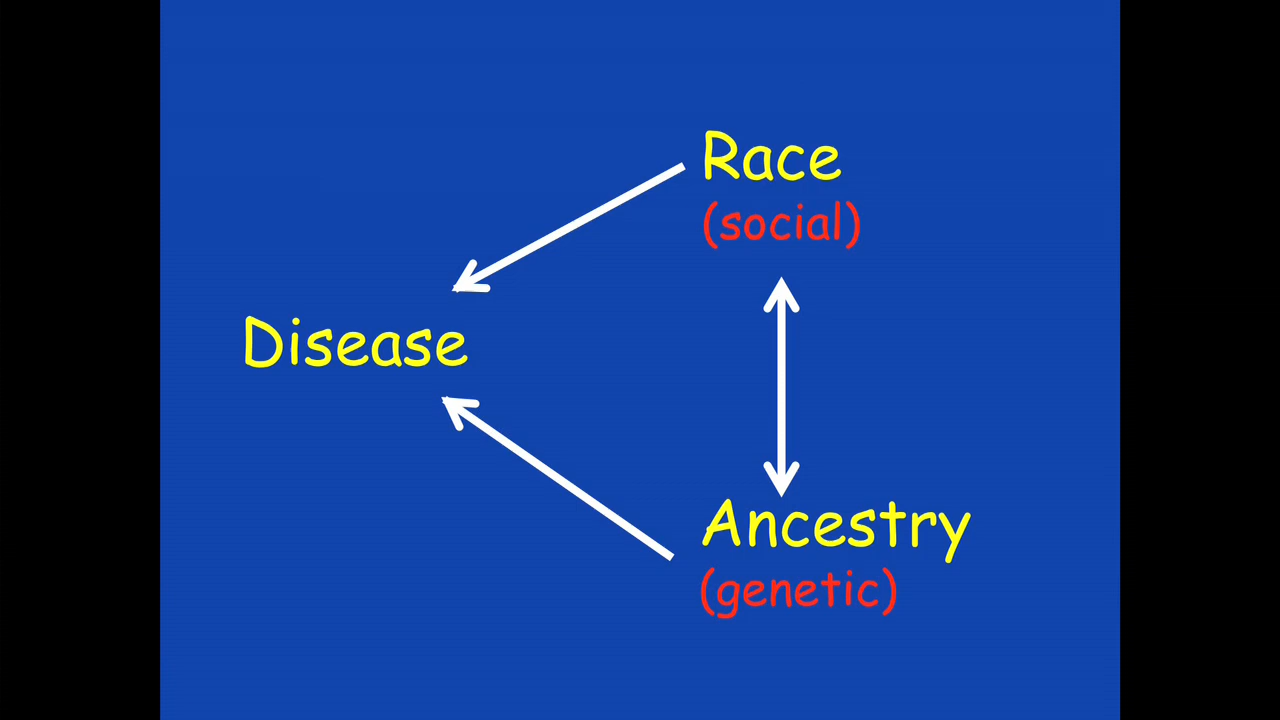 Race
(social)
Disease
Ancestry
(genetic)